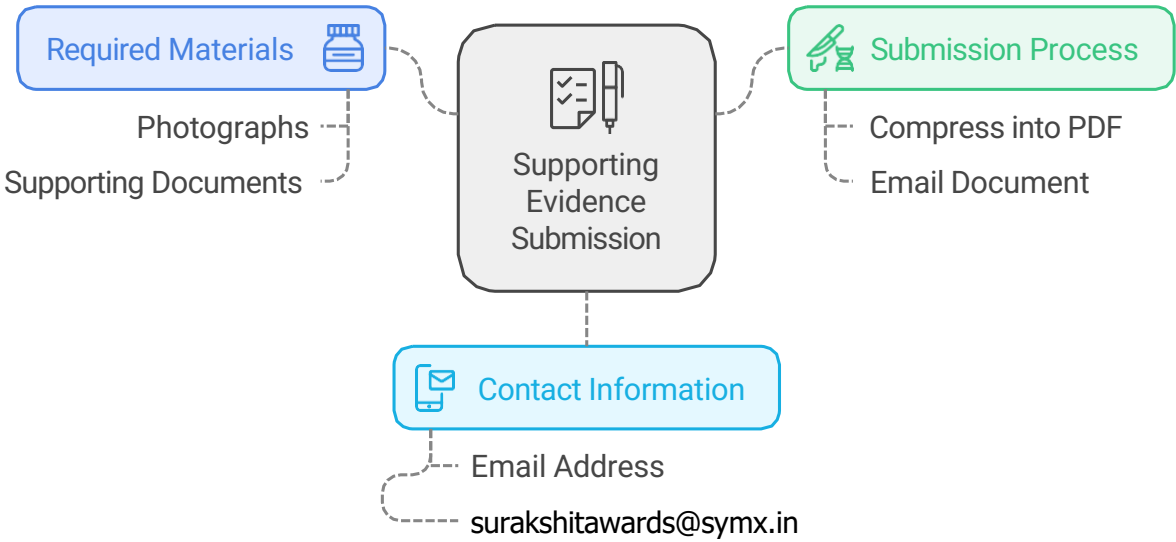 Required Materials
Photographs
Supporting Documents
Supporting
Evidence
Submission
Submission Process
Compress into PDF
Email Document
Contact Information
Email Address
surakshitawards@symx.in